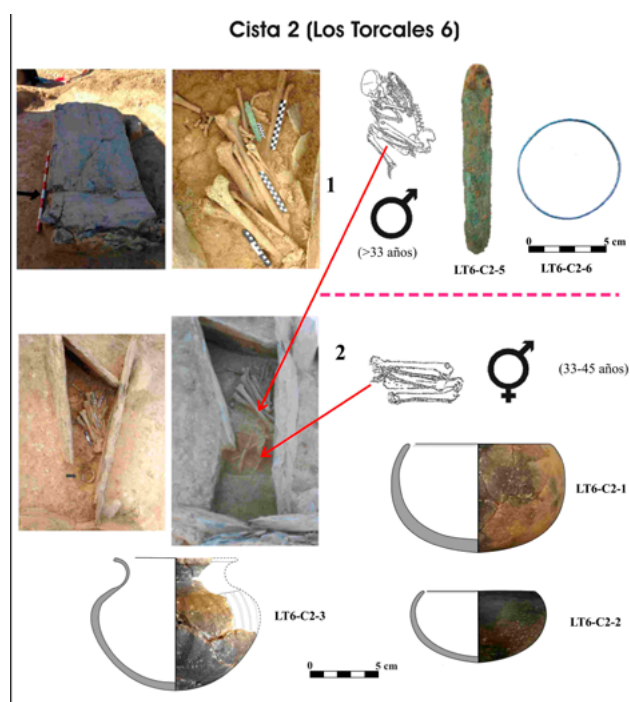 Cista 2 (Los Torcales 6)
1
(>33 años)
LT6-C2-5
0
5 cm
LT6-C2-6
2
(33-45 años)
LT6-C2-1
LT6-C2-3
LT6-C2-2
0
5 cm